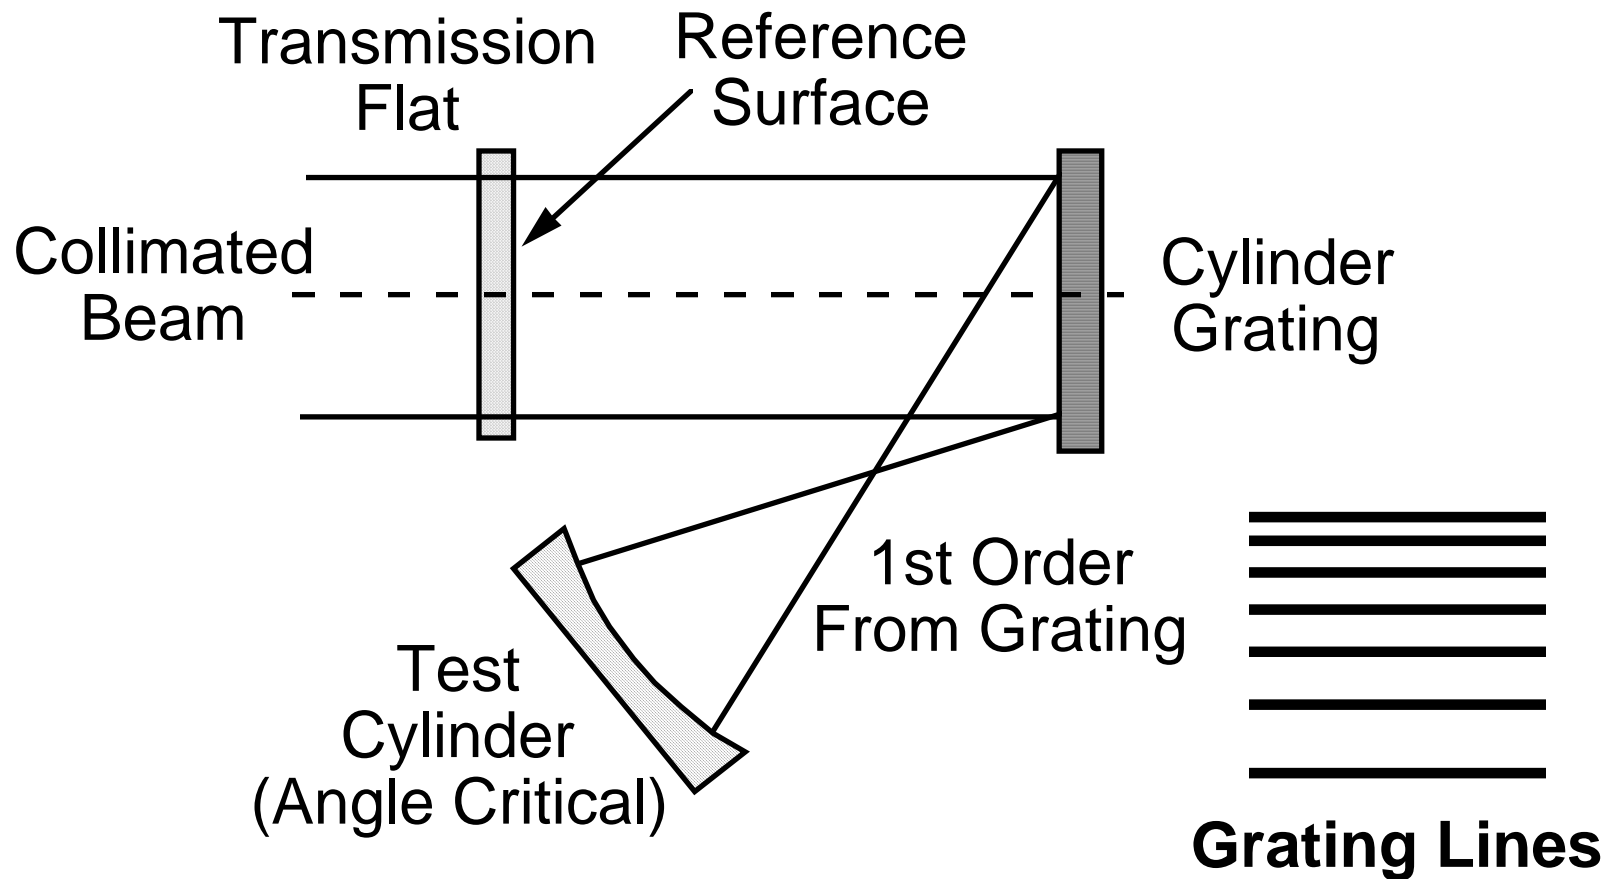 Transmission
Flat
Reference
Surface
Collimated
Beam
Cylinder
Grating
1st Order
From Grating
Test
Cylinder
(Angle Critical)
Grating Lines